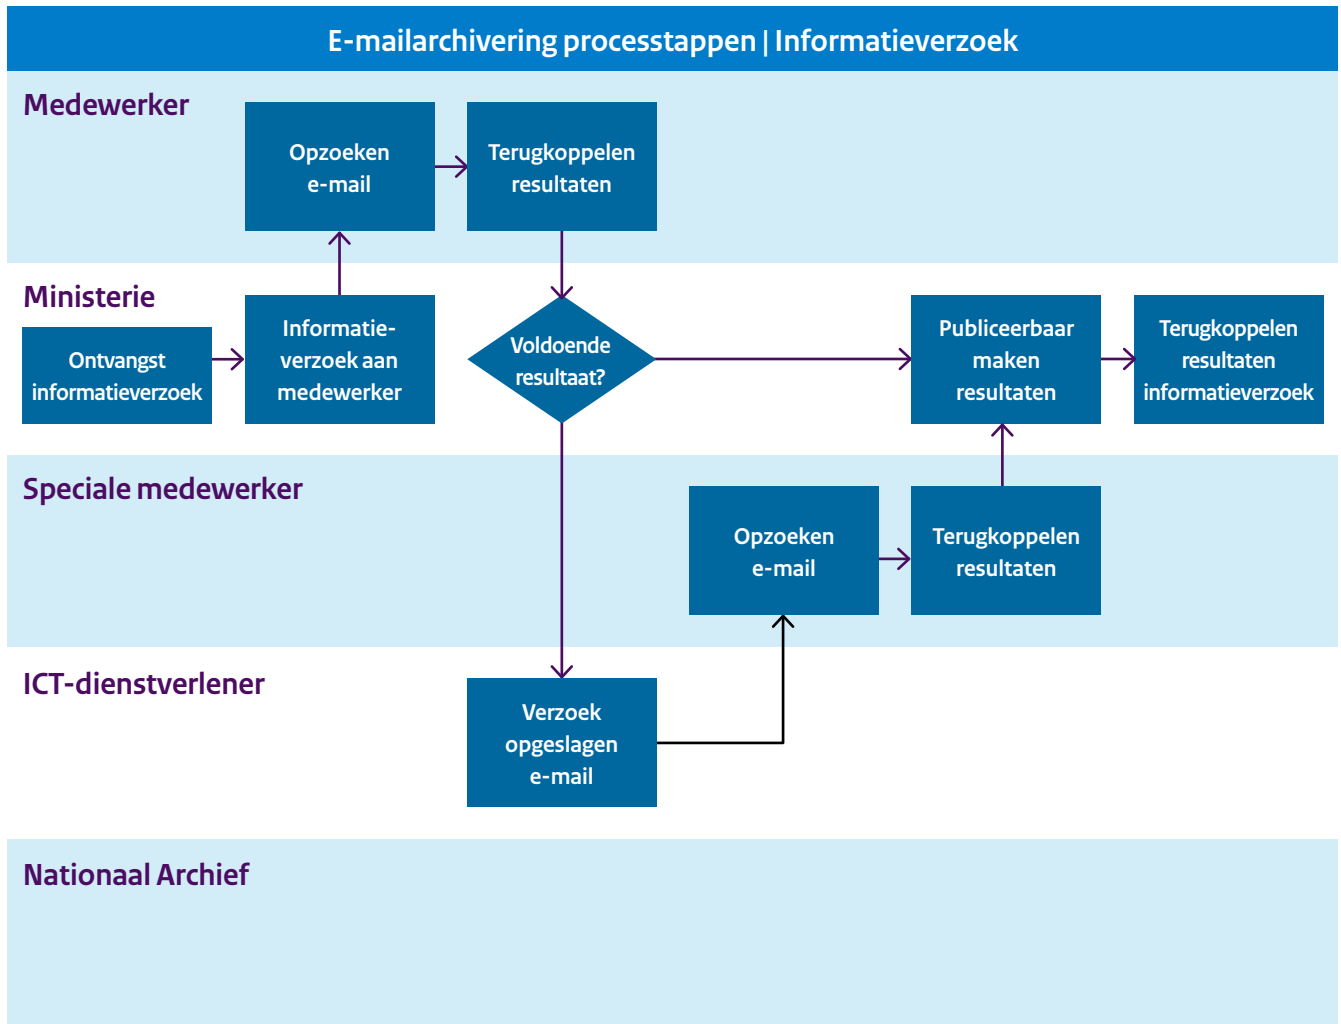 E-mailarchivering processtappen | Informatieverzoek
Medewerker
Opzoeken
e-mail
Terugkoppelen
resultaten
Ministerie
Ontvangst
informatieverzoek
Informatie-
verzoek aan
medewerker
Voldoende
resultaat?
Publiceerbaar
maken
resultaten
Terugkoppelen
resultaten
informatieverzoek
Speciale medewerker
Opzoeken
e-mail
Terugkoppelen
resultaten
ICT-dienstverlener
Verzoek
opgeslagen
e-mail
Nationaal Archief